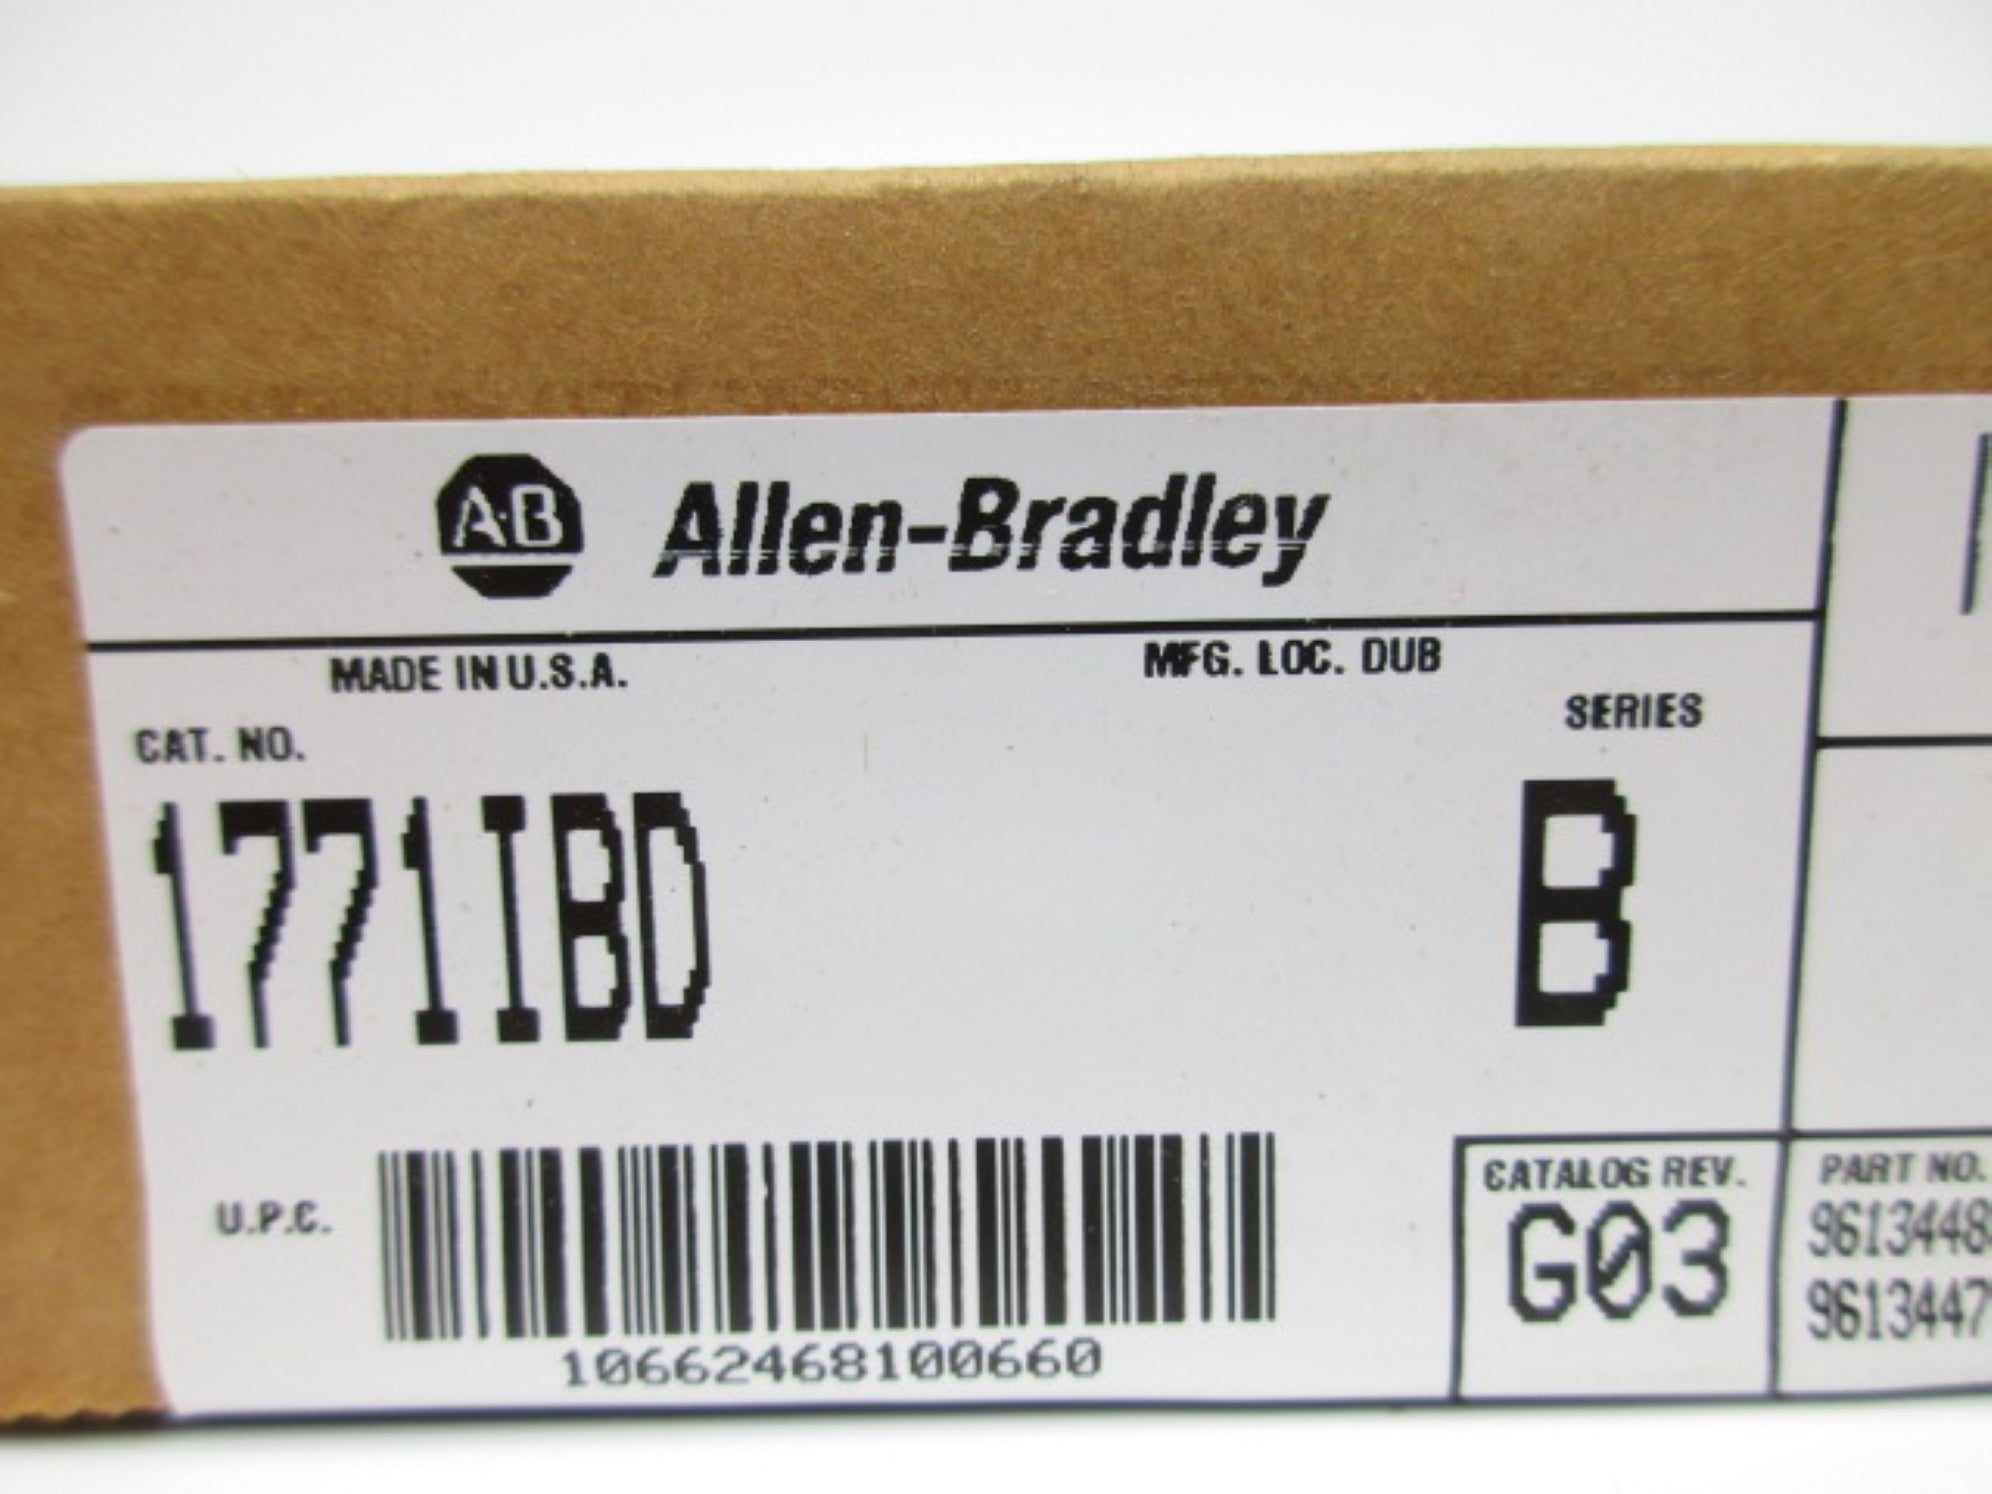 A-B Allen-Bradley
MADE IN U.S.A. MFG. LOC. DUB
CAT. NO. SERIES
1771IBD B
U.P.C.
10662468100660
CATALOG REV.
G03
PART NO.